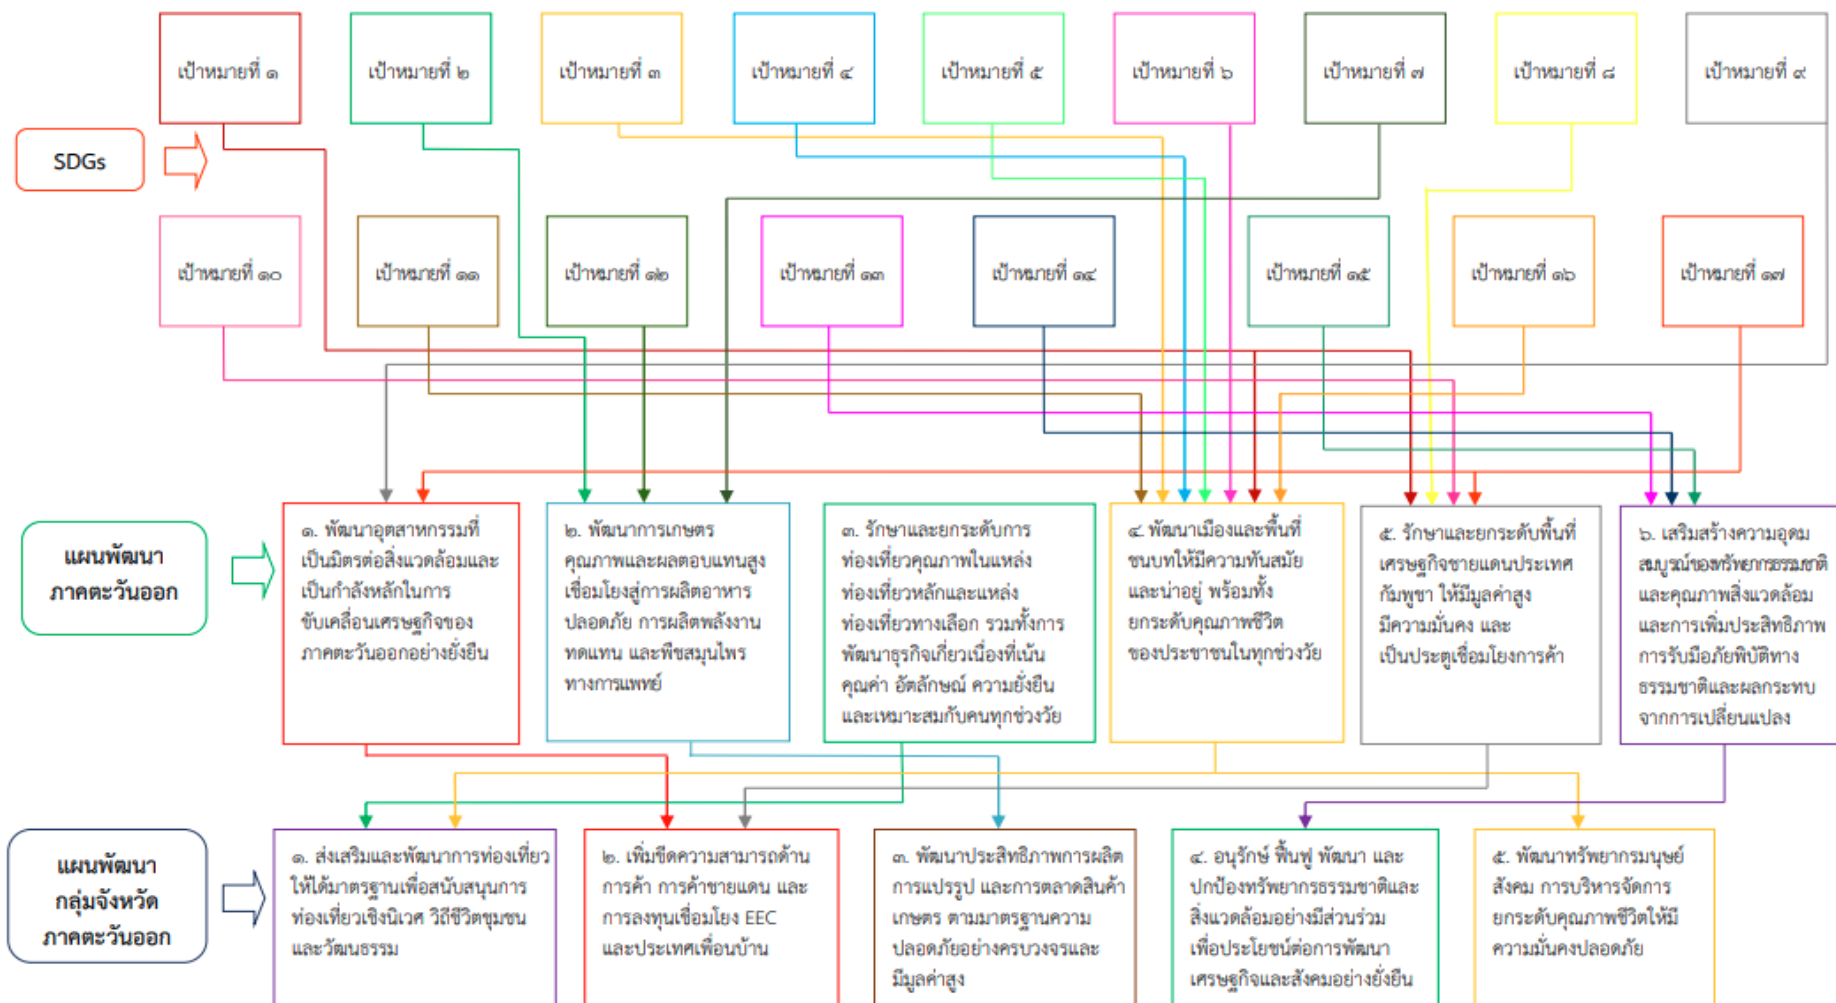 เป้าหมายที่ ๑
เป้าหมายที่ ๒
เป้าหมายที่ ๓
เป้าหมายที่ ๔
เป้าหมายที่ ๕
เป้าหมายที่ ๖
เป้าหมายที่ ๗
เป้าหมายที่ ๘
เป้าหมายที่ ๙
SDGs
เป้าหมายที่ ๑๐
เป้าหมายที่ ๑๑
เป้าหมายที่ ๑๒
เป้าหมายที่ ๑๓
เป้าหมายที่ ๑๔
เป้าหมายที่ ๑๕
เป้าหมายที่ ๑๖
เป้าหมายที่ ๑๗
แผนพัฒนา
ภาคตะวันออก
๑. พัฒนาอุตสาหกรรมที่
เป็นมิตรต่อสิ่งแวดล้อมและ
เป็นกำลังหลักในการ
ขับเคลื่อนเศรษฐกิจของ
ภาคตะวันออกอย่างยั่งยืน
๒. พัฒนาการเกษตร
คุณภาพและผลตอบแทนสูง
เชื่อมโยงสู่การผลิตอาหาร
ปลอดภัย การผลิตพลังงาน
ทดแทน และพืชสมุนไพร
ทางการแพทย์
๓. รักษาและยกระดับการ
ท่องเที่ยวคุณภาพในแหล่ง
ท่องเที่ยวหลักและแหล่ง
ท่องเที่ยวทางเลือก รวมทั้งการ
พัฒนาธุรกิจเกี่ยวเนื่องที่เน้น
คุณค่า อัตลักษณ์ ความยั่งยืน
และเหมาะสมกับคนทุกช่วงวัย
๔. พัฒนาเมืองและพื้นที่
ชนบทให้มีความทันสมัย
และน่าอยู่ พร้อมทั้ง
ยกระดับคุณภาพชีวิต
ของประชาชนในทุกช่วงวัย
๕. รักษาและยกระดับพื้นที่
เศรษฐกิจชายแดนประเทศ
กัมพูชา ให้มีมูลค่าสูง
มีความมั่นคง และ
เป็นประตูเชื่อมโยงการค้า
๖. เสริมสร้างความอุดม
สมบูรณ์ของทรัพยากรธรรมชาติ
และคุณภาพสิ่งแวดล้อม
และการเพิ่มประสิทธิภาพ
การรับมือภัยพิบัติทาง
ธรรมชาติและผลกระทบ
จากการเปลี่ยนแปลง
แผนพัฒนา
กลุ่มจังหวัด
ภาคตะวันออก
๑. ส่งเสริมและพัฒนาการท่องเที่ยว
ให้ได้มาตรฐานเพื่อสนับสนุนการ
ท่องเที่ยวเชิงนิเวศ วิถีชีวิตชุมชน
และวัฒนธรรม
๒. เพิ่มขีดความสามารถด้าน
การค้า การค้าชายแดน และ
การลงทุนเชื่อมโยง EEC
และประเทศเพื่อนบ้าน
๓. พัฒนาประสิทธิภาพการผลิต
การแปรรูป และการตลาดสินค้า
เกษตร ตามมาตรฐานความ
ปลอดภัยอย่างครบวงจรและ
มีมูลค่าสูง
๔. อนุรักษ์ ฟื้นฟู พัฒนา และ
ปกป้องทรัพยากรธรรมชาติและ
สิ่งแวดล้อมอย่างมีส่วนร่วม
เพื่อประโยชน์ต่อการพัฒนา
เศรษฐกิจและสังคมอย่างยั่งยืน
๕. พัฒนาทรัพยากรมนุษย์
สังคม การบริหารจัดการ
ยกระดับคุณภาพชีวิตให้มี
ความมั่นคงปลอดภัย